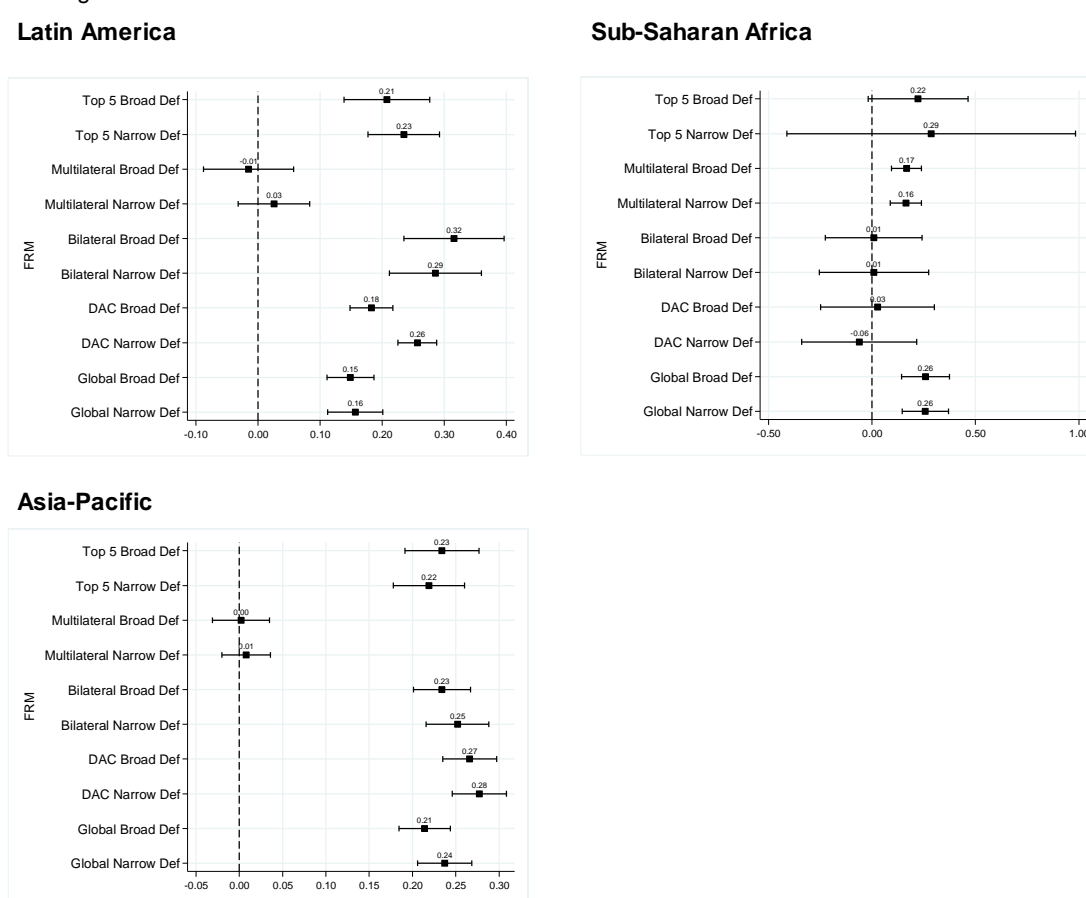 Latin America
Top 5 Broad Def
Top 5 Narrow Def
Multilateral Broad Def
Multilateral Narrow Def
Bilateral Broad Def
Bilateral Narrow Def
DAC Broad Def
DAC Narrow Def
Global Broad Def
Global Narrow Def
FRM
0.21
0.23
-0.01
0.03
0.32
0.29
0.18
0.26
0.15
0.16
-0.10 0.00 0.10 0.20 0.30 0.40
Sub-Saharan Africa
Top 5 Broad Def
Top 5 Narrow Def
Multilateral Broad Def
Multilateral Narrow Def
Bilateral Broad Def
Bilateral Narrow Def
DAC Broad Def
DAC Narrow Def
Global Broad Def
Global Narrow Def
FRM
0.22
0.29
0.17
0.16
0.01
0.01
0.03
-0.06
0.26
0.26
-0.50 0.00 0.50 1.00
Asia-Pacific
Top 5 Broad Def
Top 5 Narrow Def
Multilateral Broad Def
Multilateral Narrow Def
Bilateral Broad Def
Bilateral Narrow Def
DAC Broad Def
DAC Narrow Def
Global Broad Def
Global Narrow Def
FRM
0.23
0.22
0.00
0.01
0.23
0.25
0.27
0.28
0.21
0.24
-0.05 0.00 0.05 0.10 0.15 0.20 0.25 0.30